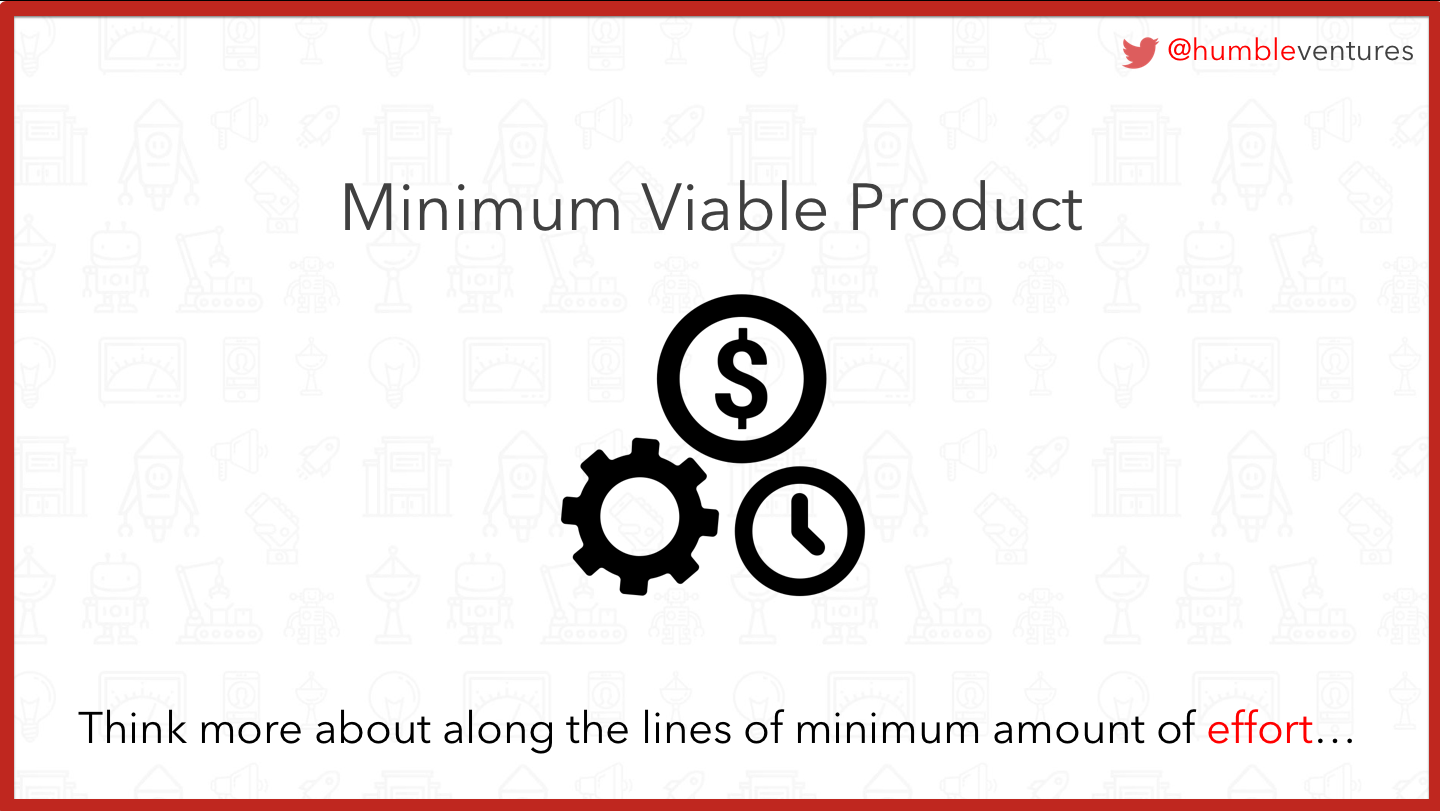 @humbleventures
Minimum Viable Product
$
Think more about along the lines of minimum amount of effort…